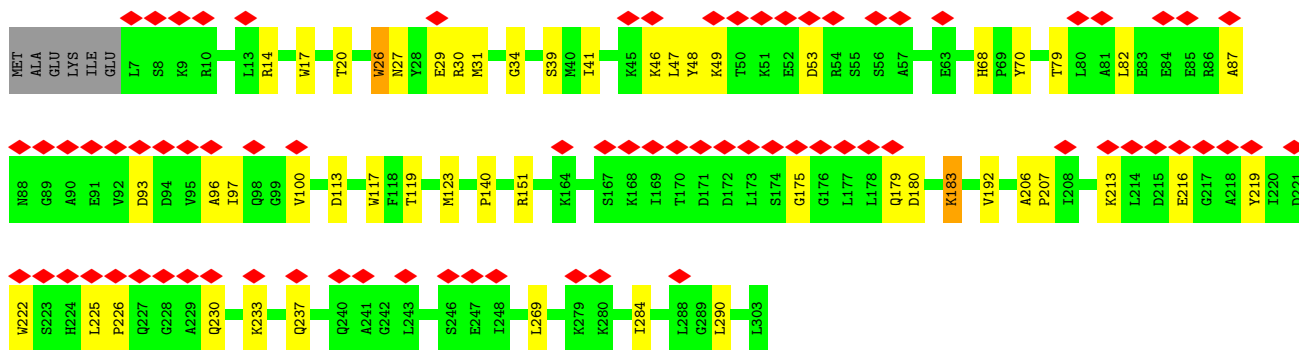 MET ALA GLU LYS ILE GLU L7 S8 K9 R10 L13 R14 W17 T20 W26 N27 Y28 E29 R30 M31 G34 S39 M40 I41 K45 K46 L47 Y48 K49 T50 K51 E52 D53 R54 S55 S56 A57 E63 H68 P69 Y70 T79 L80 A81 L82 E83 E84 E85 R86 A87
N88 G89 A90 E91 V92 D93 D94 V95 A96 I97 Q98 G99 V100 D113 W117 F118 T119 M123 P140 R151 K164 S167 K168 I169 T170 D171 D172 L173 S174 G175 G176 L177 L178 Q179 D180 K183 V192 A206 P207 I208 K213 L214 D215 E216 G217 A218 Y219 I220 D221
W222 S223 H224 L225 P226 Q227 G228 A229 Q230 K233 Q237 Q240 A241 G242 L243 S246 E247 I248 L269 K279 K280 I284 L288 G289 L290 L303